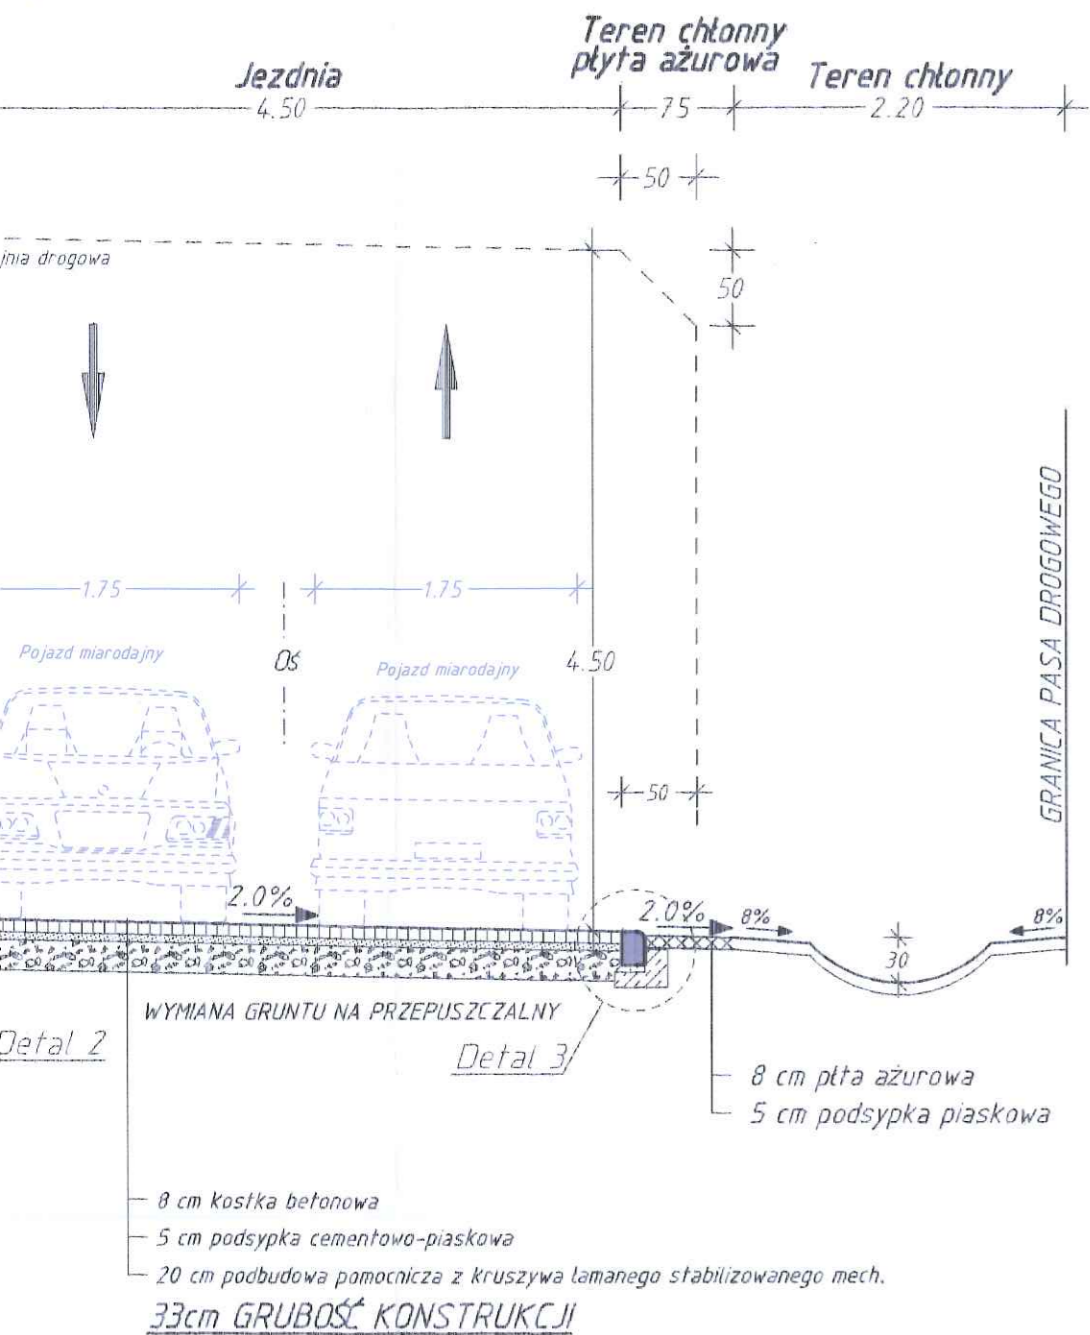 Teren chłonny
płyta ażurowa
Jezdnia
Teren chłonny
4.50
75
2.20
50
jnia drogowa
50
1.75
1.75
Pojazd miarodajny
Oś
Pojazd miarodajny
4.50
GRANICA PASA DROGOWEGO
50
2.0%
2.0%
8%
8%
30
WYMIANA GRUNTU NA PRZEPUSZCZALNY
Detal 2
Detal 3
8 cm płta ażurowa
5 cm podsypka piaskowa
8 cm kostka betonowa
5 cm podsypka cementowo-piaskowa
20 cm podbudowa pomocnicza z kruszywa łamanego stabilizowanego mech.
33cm GRUBOŚĆ KONSTRUKCJI